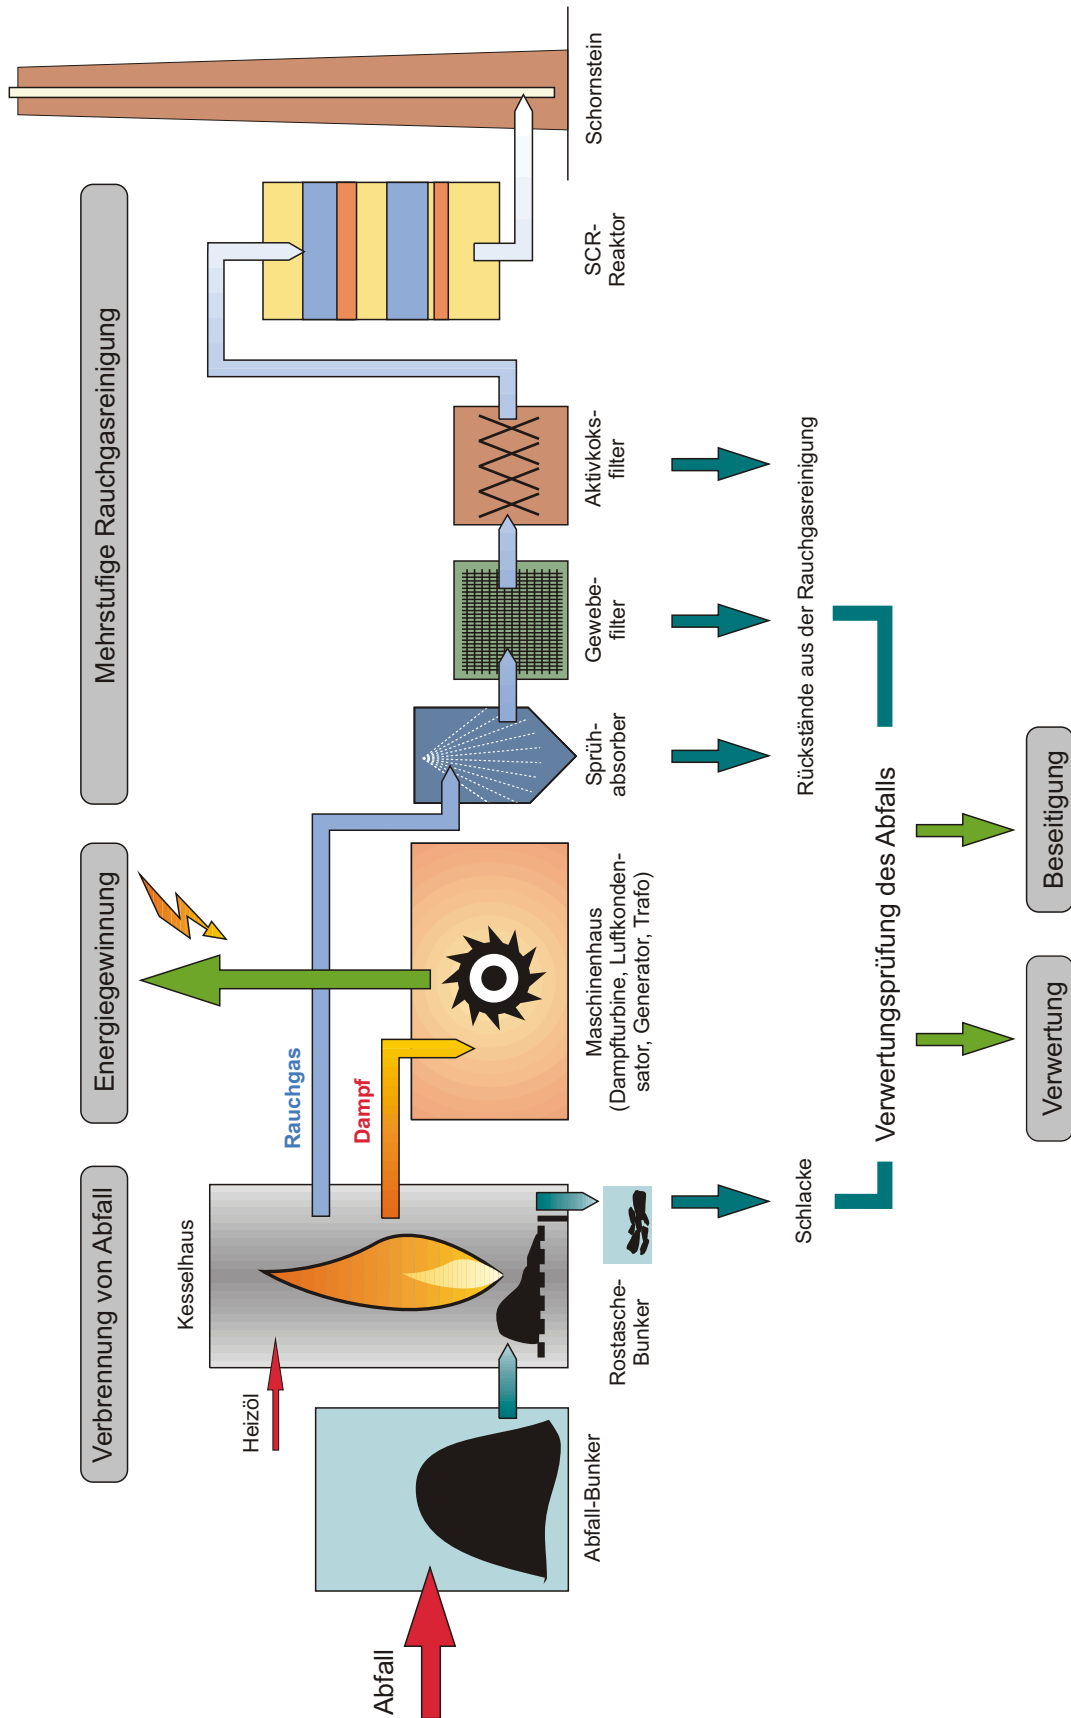 Verbrennung von Abfall
Energiegewinnung
Mehrstufige Rauchgasreinigung
Abfall
Heizöl
Kesselhaus
Rauchgas
Dampf
Abfall-Bunker
Rostasche-
Bunker
Maschinenhaus
(Dampfturbine, Luftkonden-
sator, Generator, Trafo)
Sprüh-
absorber
Gewebe-
filter
Aktivkoks-
filter
SCR-
Reaktor
Schornstein
Schlacke
Rückstände aus der Rauchgasreinigung
Verwertungsprüfung des Abfalls
Verwertung
Beseitigung